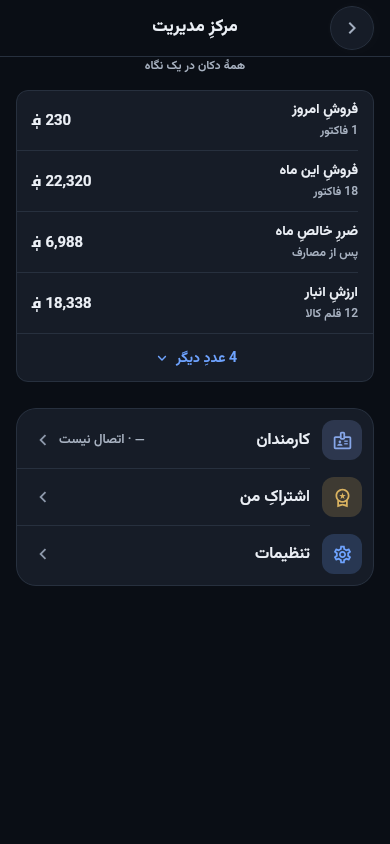 مرکزِ مدیریت
همهٔ دکان در یک نگاه
فروشِ امروز
1 فاکتور
230 ؋
فروشِ این ماه
18 فاکتور
22,320 ؋
ضررِ خالصِ ماه
پس از مصارف
6,988 ؋
ارزشِ انبار
12 قلم کالا
18,338 ؋
4 عددِ دیگر
کارمندان
— · اتصال نیست
اشتراکِ من
تنظیمات